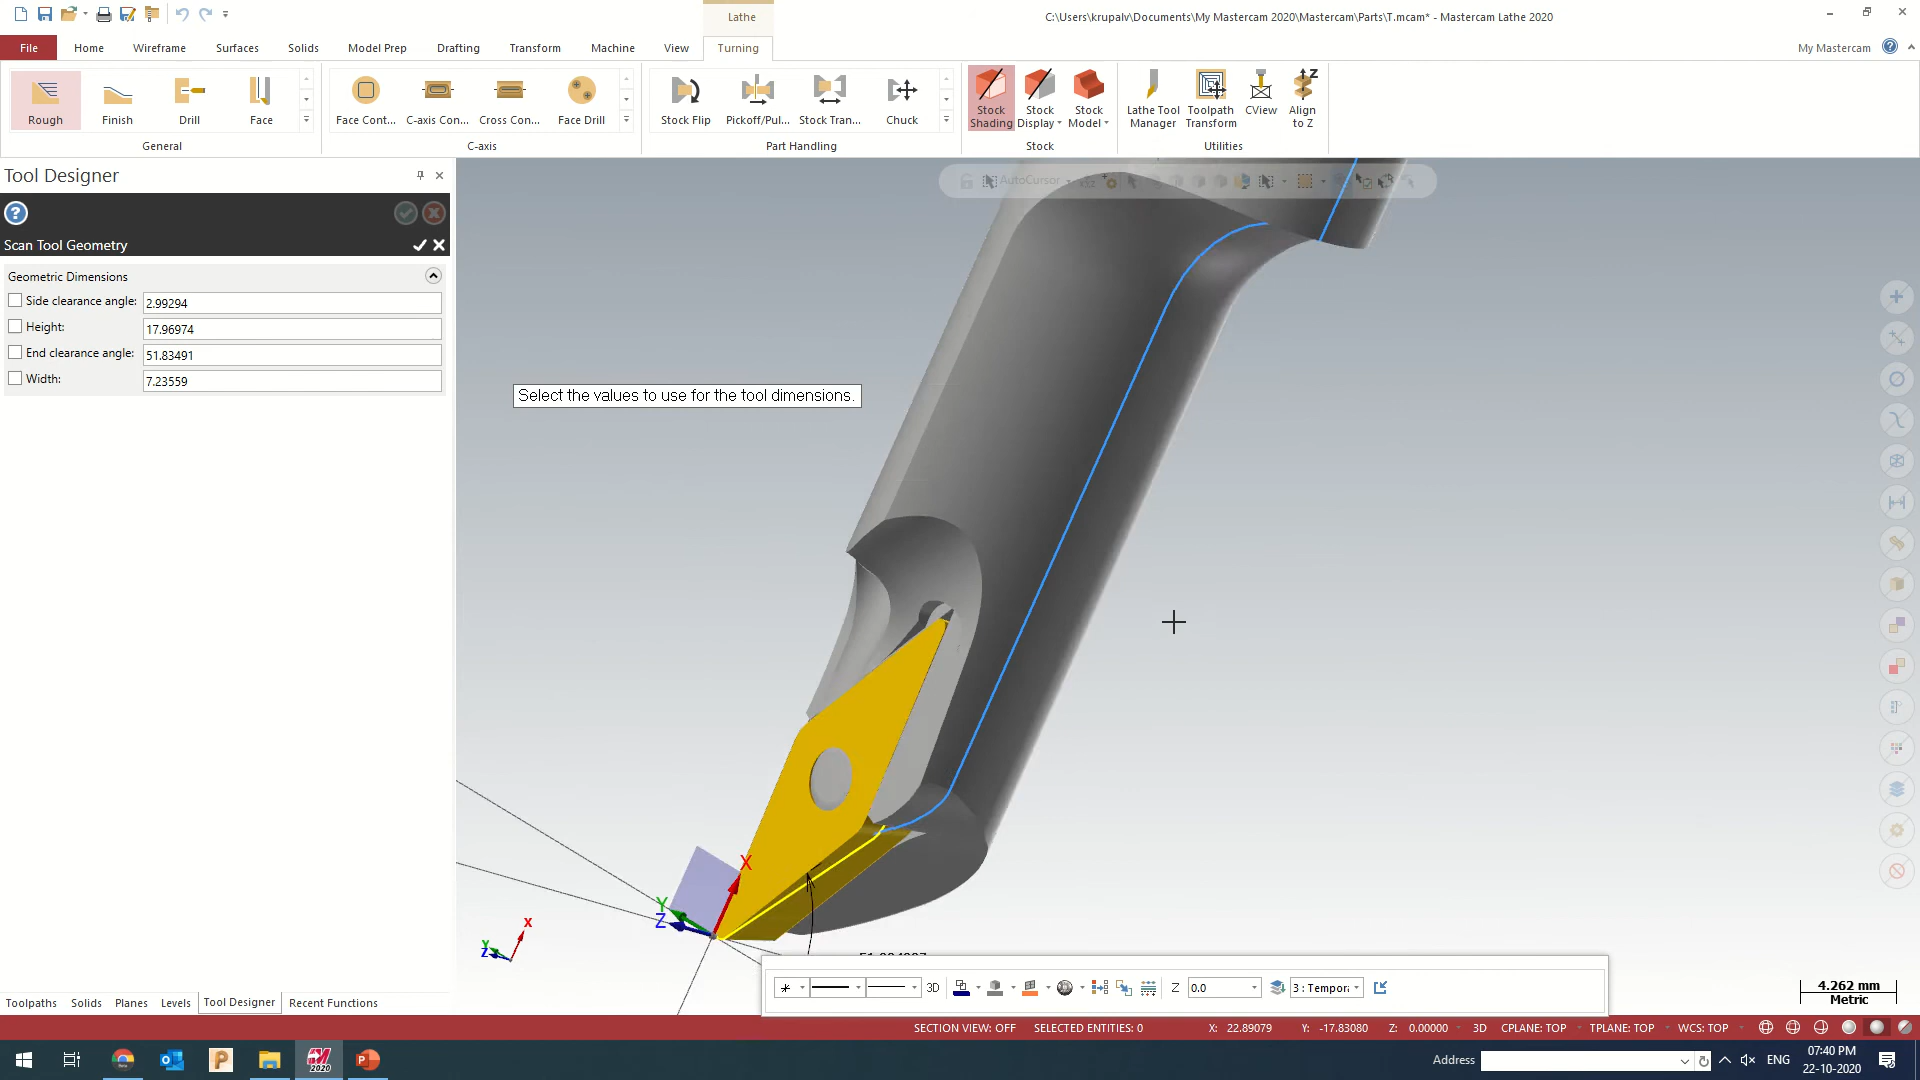 Lathe
C:\Users\krupalv\Documents\My Mastercam 2020\Mastercam\Parts\T.mcam* - Mastercam Lathe 2020
File
Home
Wireframe
Surfaces
Solids
Model Prep
Drafting
Transform
Machine
View
Turning
My Mastercam
Rough
Finish
Drill
Face
General
Face Cont...
C-axis Con...
Cross Con...
Face Drill
C-axis
Stock Flip
Pickoff/Pul...
Stock Tran...
Chuck
Part Handling
Stock Shading
Stock Display
Stock Model
Stock
Lathe Tool Manager
Toolpath Transform
CView
Align to Z
Utilities
Tool Designer
Scan Tool Geometry
Geometric Dimensions
Side clearance angle: 2.99294
Height: 17.96974
End clearance angle: 51.83491
Width: 7.23559
AutoCursor
Select the values to use for the tool dimensions.
X
Y
Z
X
Y
Z
3D
Z 0.0
3 : Tempora
4.262 mm
Metric
Toolpaths
Solids
Planes
Levels
Tool Designer
Recent Functions
SECTION VIEW: OFF
SELECTED ENTITIES: 0
X: 22.89079
Y: -17.83080
Z: 0.00000
3D
CPLANE: TOP
TPLANE: TOP
WCS: TOP
2020
Address
ENG
07:40 PM
22-10-2020